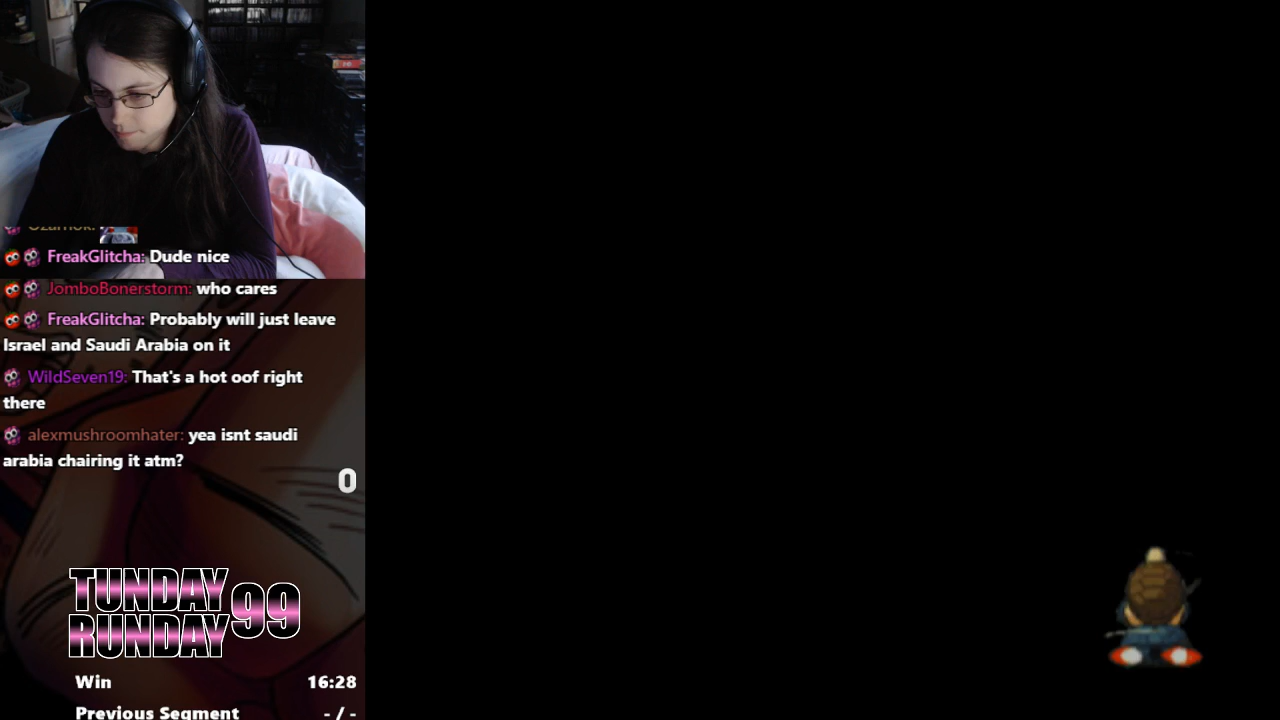 FreakGlitcha: Dude nice
JomboBonerstorm: who cares
FreakGlitcha: Probably will just leave
Israel and Saudi Arabia on it
WildSeven19: That's a hot oof right
there
alexmushroomhater: yea isnt saudi
arabia chairing it atm?
0
TUNDAY
RUNDAY 99
Win 16:28
Previous Segment - / -